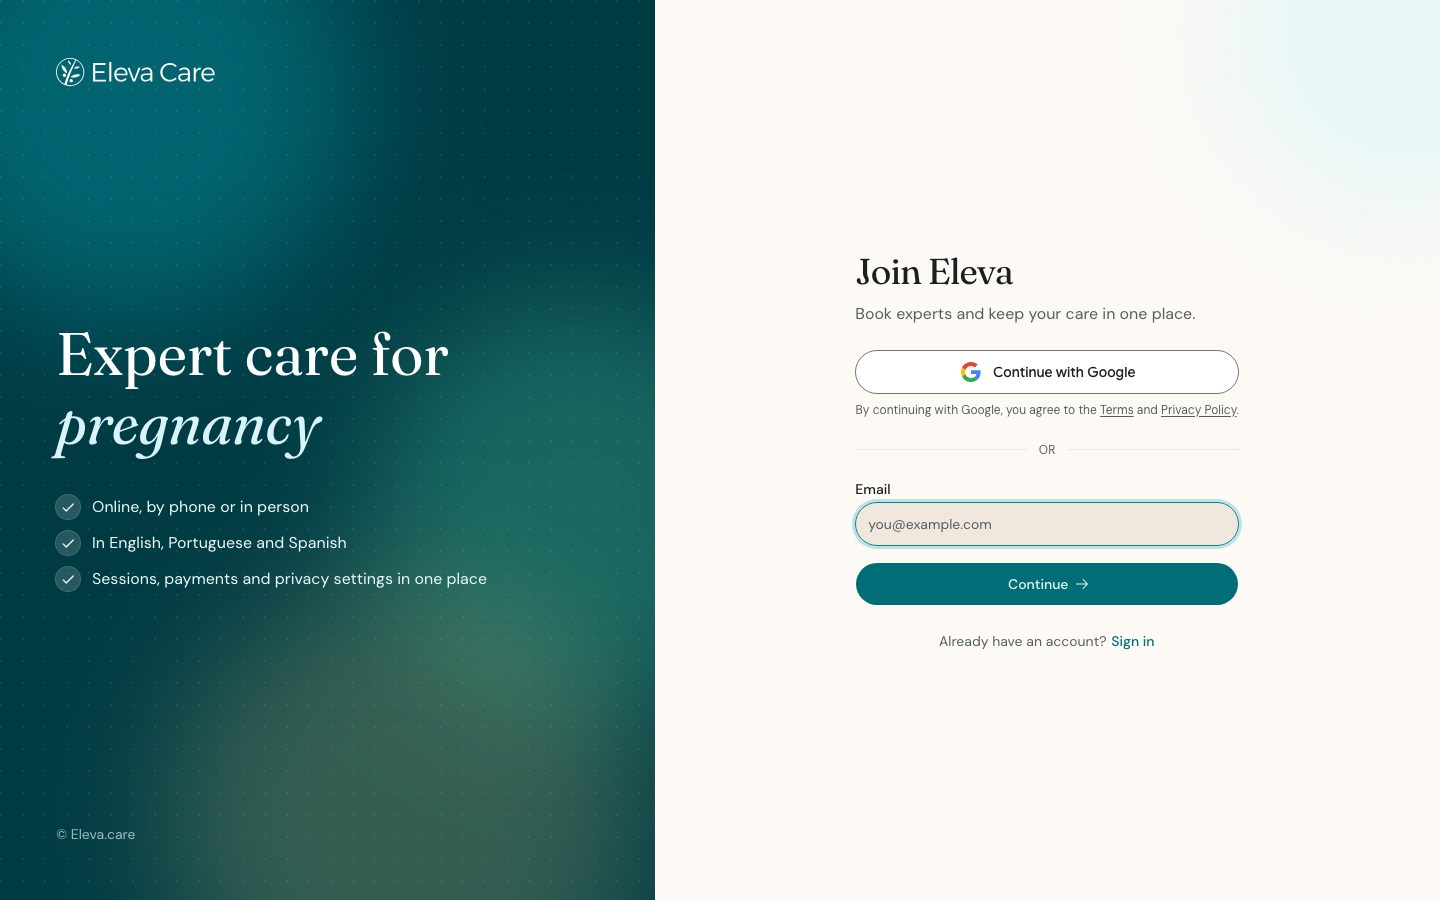 Eleva Care
Expert care for
pregnancy
Online, by phone or in person
In English, Portuguese and Spanish
Sessions, payments and privacy settings in one place
© Eleva.care
Join Eleva
Book experts and keep your care in one place.
Continue with Google
By continuing with Google, you agree to the Terms and Privacy Policy.
OR
Email
you@example.com
Continue →
Already have an account? Sign in